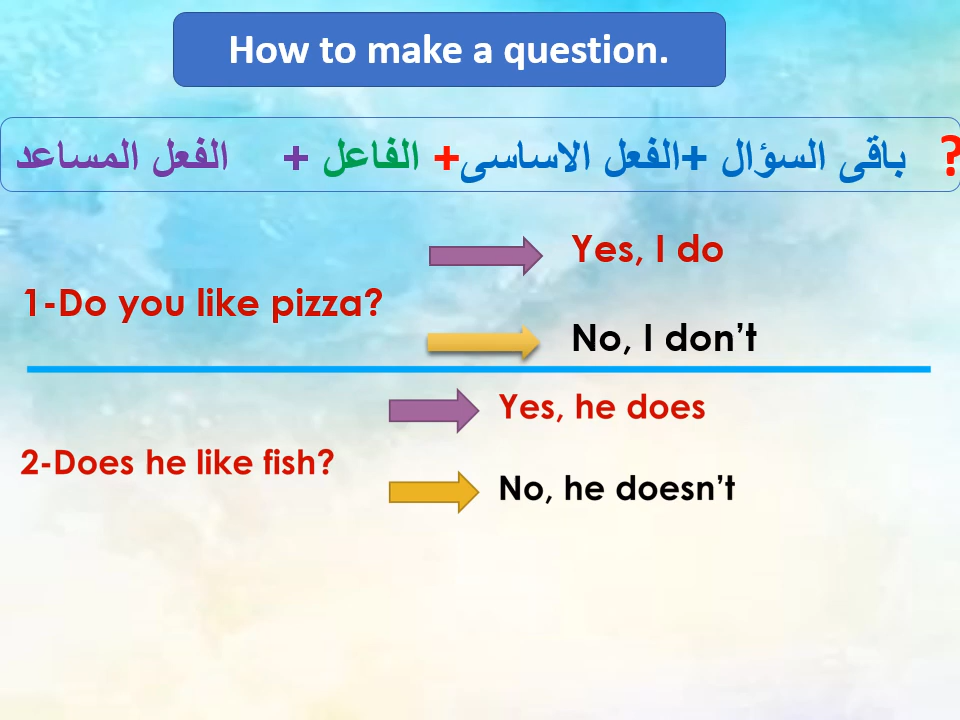 How to make a question.
الفعل المساعد + الفاعل +الفعل الاساسى+ باقى السؤال ?
Yes, I do
1-Do you like pizza?
No, I don’t
Yes, he does
2-Does he like fish?
No, he doesn’t